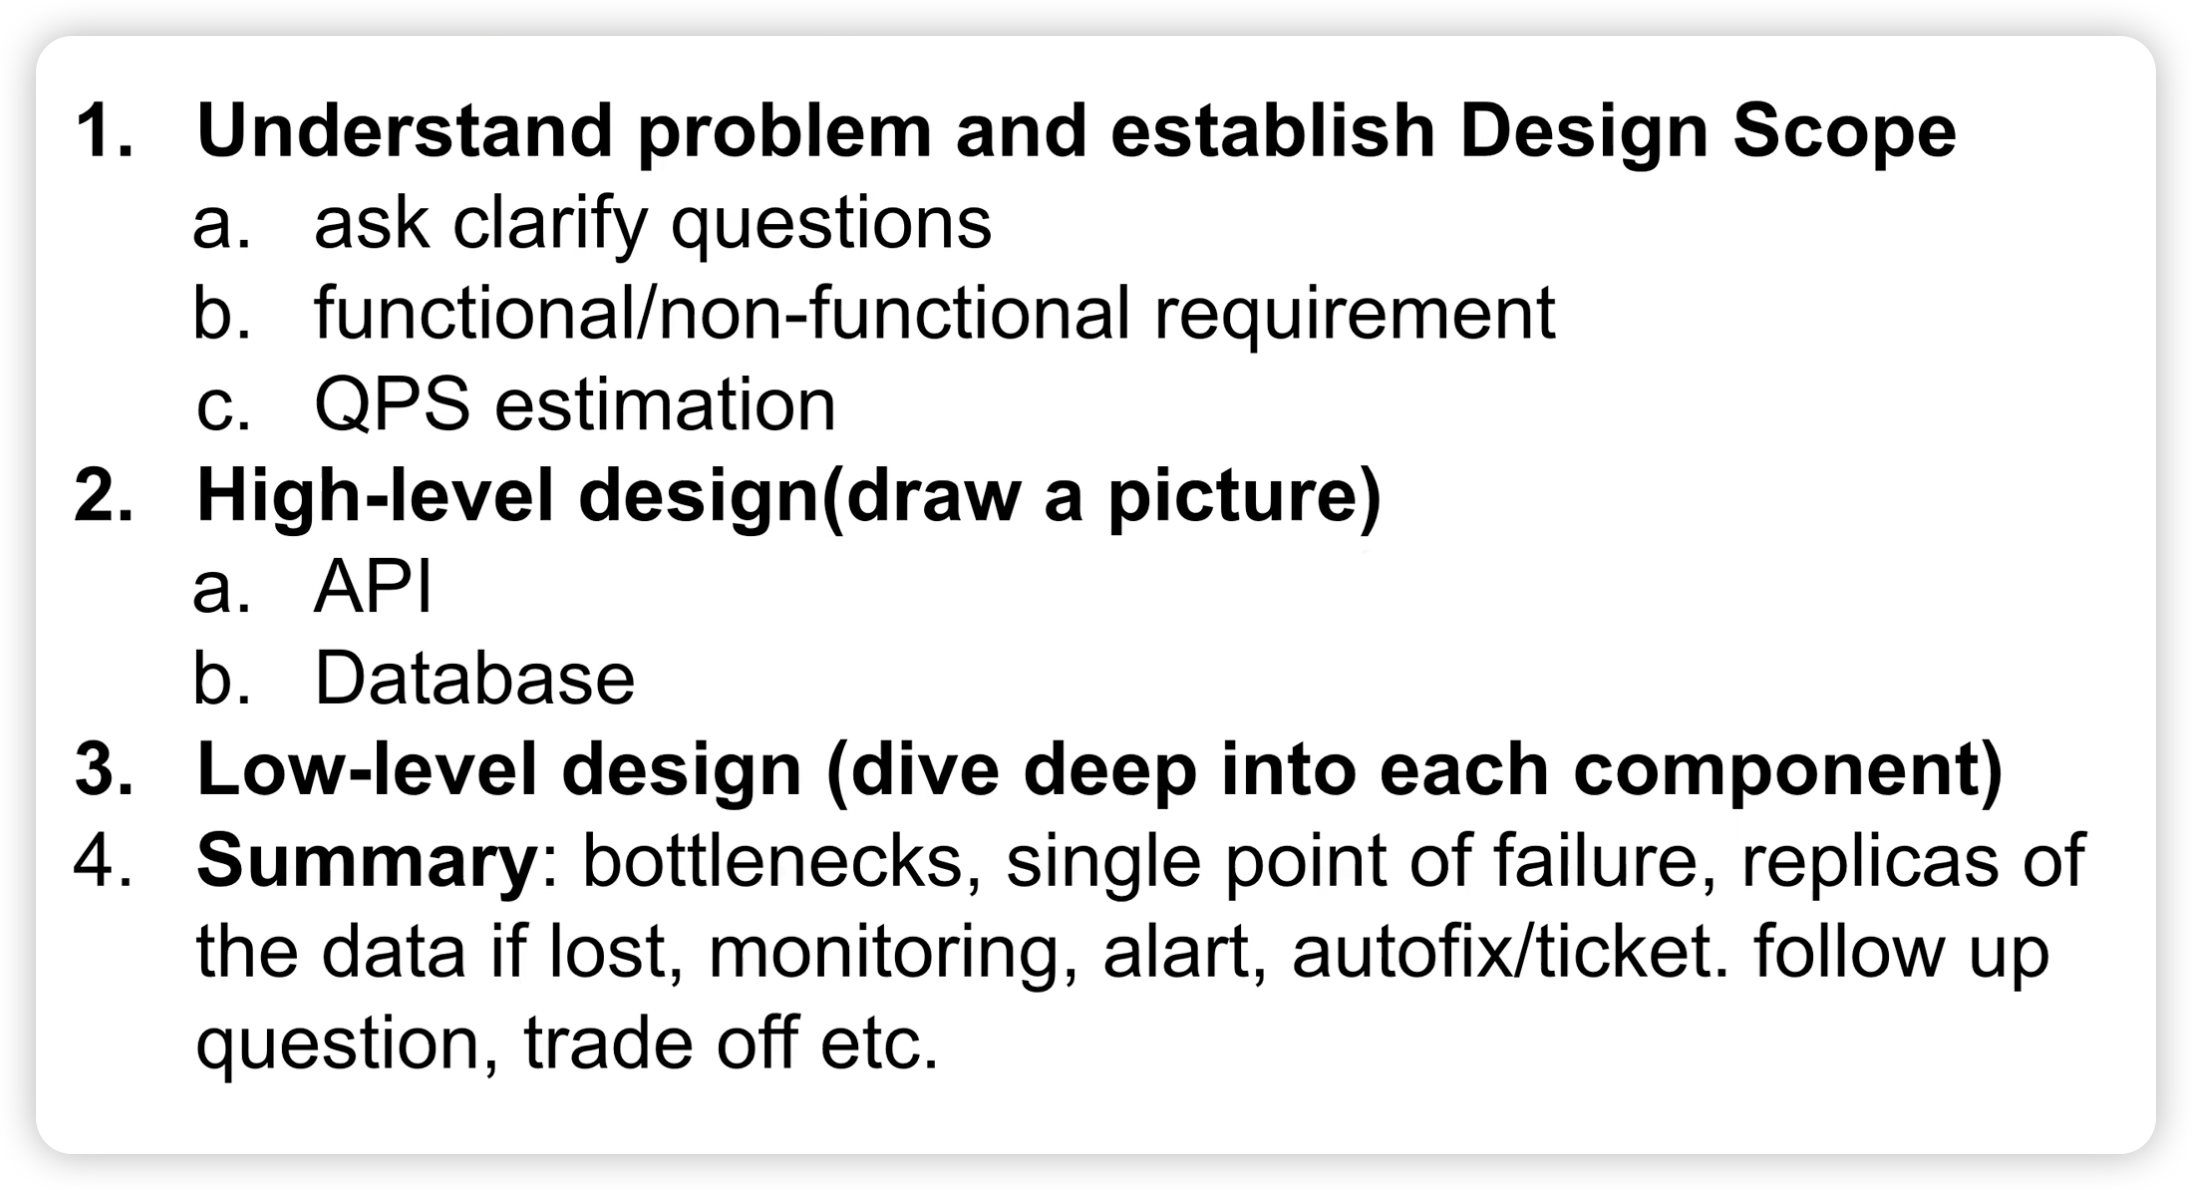 1. Understand problem and establish Design Scope
a. ask clarify questions
b. functional/non-functional requirement
c. QPS estimation
2. High-level design(draw a picture)
a. API
b. Database
3. Low-level design (dive deep into each component)
4. Summary: bottlenecks, single point of failure, replicas of
the data if lost, monitoring, alart, autofix/ticket. follow up
question, trade off etc.